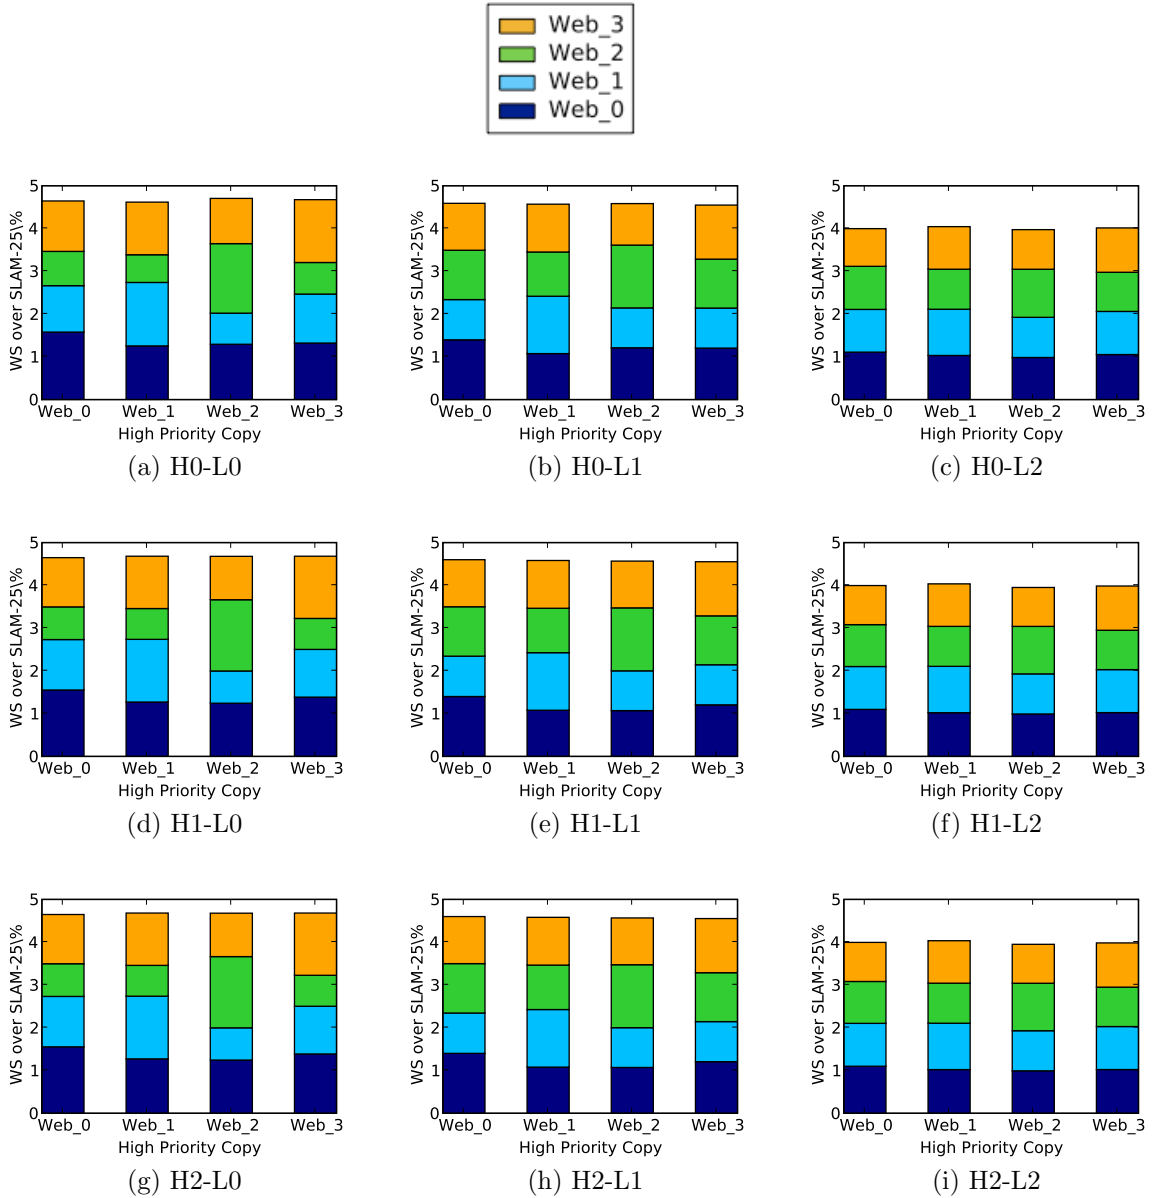 Web_3
Web_2
Web_1
Web_0
5
4
3
2
1
0
WS over SLAM-25\%
Web_0 Web_1 Web_2 Web_3
High Priority Copy
(a) H0-L0
5
4
3
2
1
0
WS over SLAM-25\%
Web_0 Web_1 Web_2 Web_3
High Priority Copy
(b) H0-L1
5
4
3
2
1
0
WS over SLAM-25\%
Web_0 Web_1 Web_2 Web_3
High Priority Copy
(c) H0-L2
5
4
3
2
1
0
WS over SLAM-25\%
Web_0 Web_1 Web_2 Web_3
High Priority Copy
(d) H1-L0
5
4
3
2
1
0
WS over SLAM-25\%
Web_0 Web_1 Web_2 Web_3
High Priority Copy
(e) H1-L1
5
4
3
2
1
0
WS over SLAM-25\%
Web_0 Web_1 Web_2 Web_3
High Priority Copy
(f) H1-L2
5
4
3
2
1
0
WS over SLAM-25\%
Web_0 Web_1 Web_2 Web_3
High Priority Copy
(g) H2-L0
5
4
3
2
1
0
WS over SLAM-25\%
Web_0 Web_1 Web_2 Web_3
High Priority Copy
(h) H2-L1
5
4
3
2
1
0
WS over SLAM-25\%
Web_0 Web_1 Web_2 Web_3
High Priority Copy
(i) H2-L2